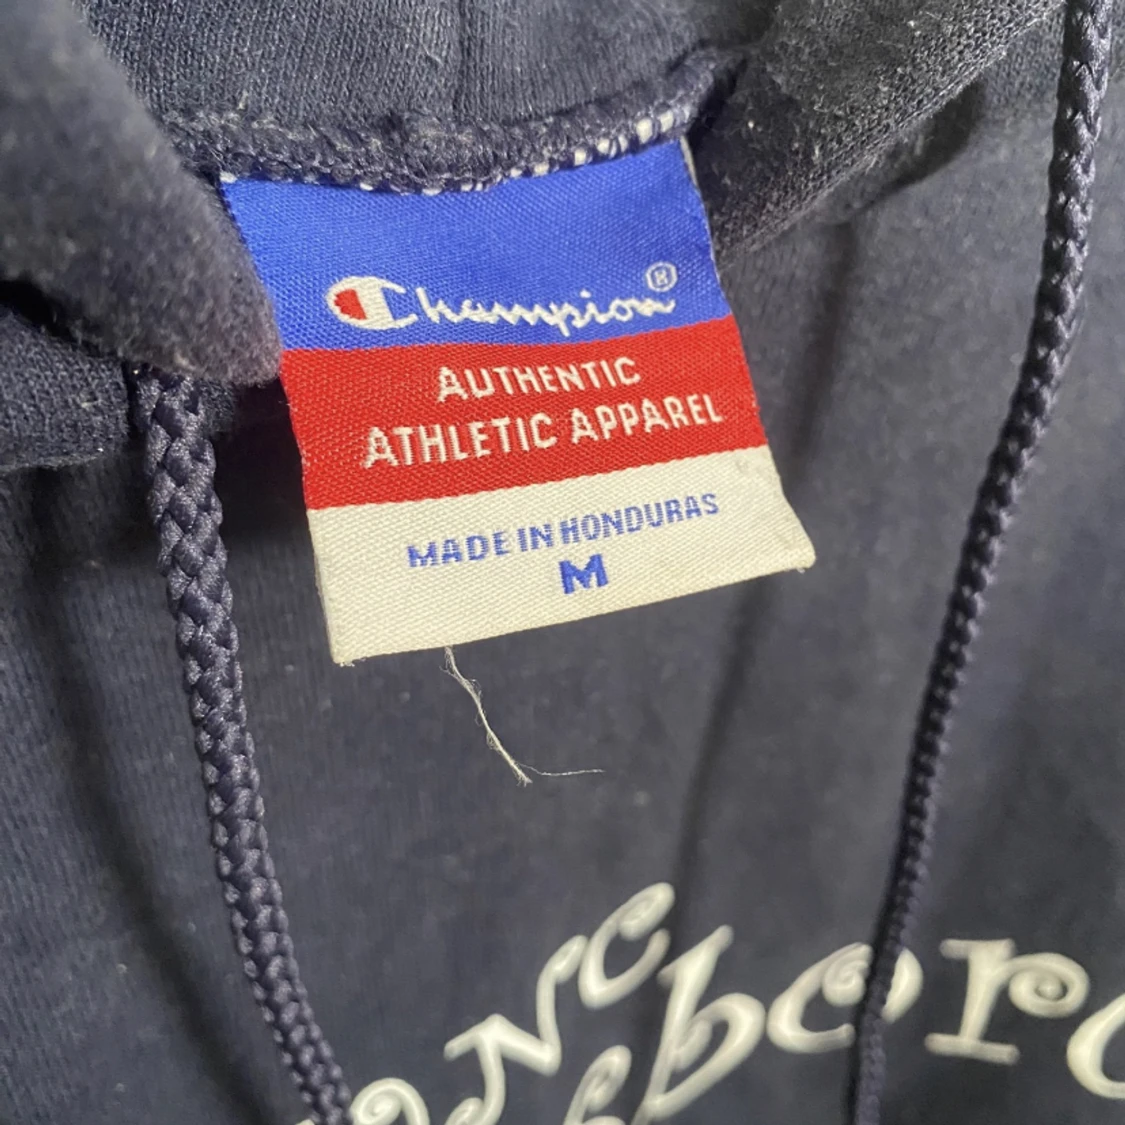 Champion®
AUTHENTIC
ATHLETIC APPAREL
MADE IN HONDURAS
M